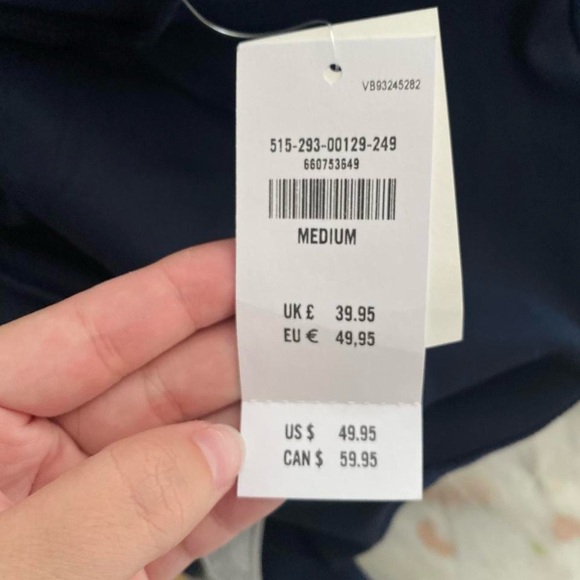 VB93245282
515-293-00129-249
660753649
MEDIUM
UK £ 39.95
EU € 49,95
US $ 49.95
CAN $ 59.95